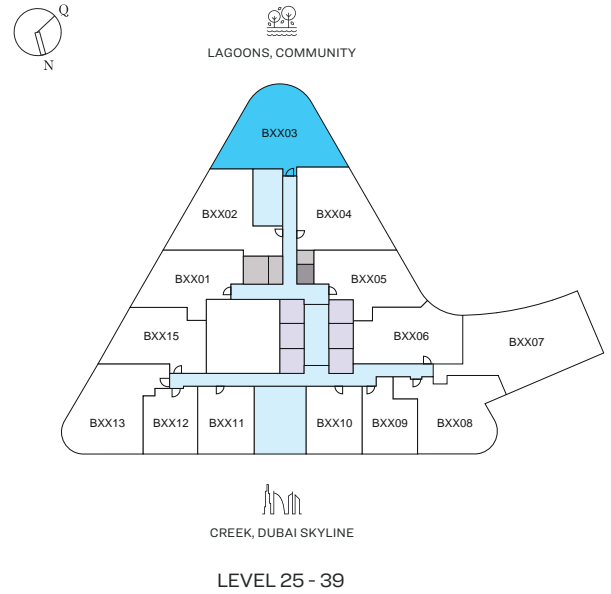 Q
N
LAGOONS, COMMUNITY
BXX03
BXX02
BXX04
BXX01
BXX05
BXX15
BXX06
BXX07
BXX13
BXX12
BXX11
BXX10
BXX09
BXX08
CREEK, DUBAI SKYLINE
LEVEL 25 - 39